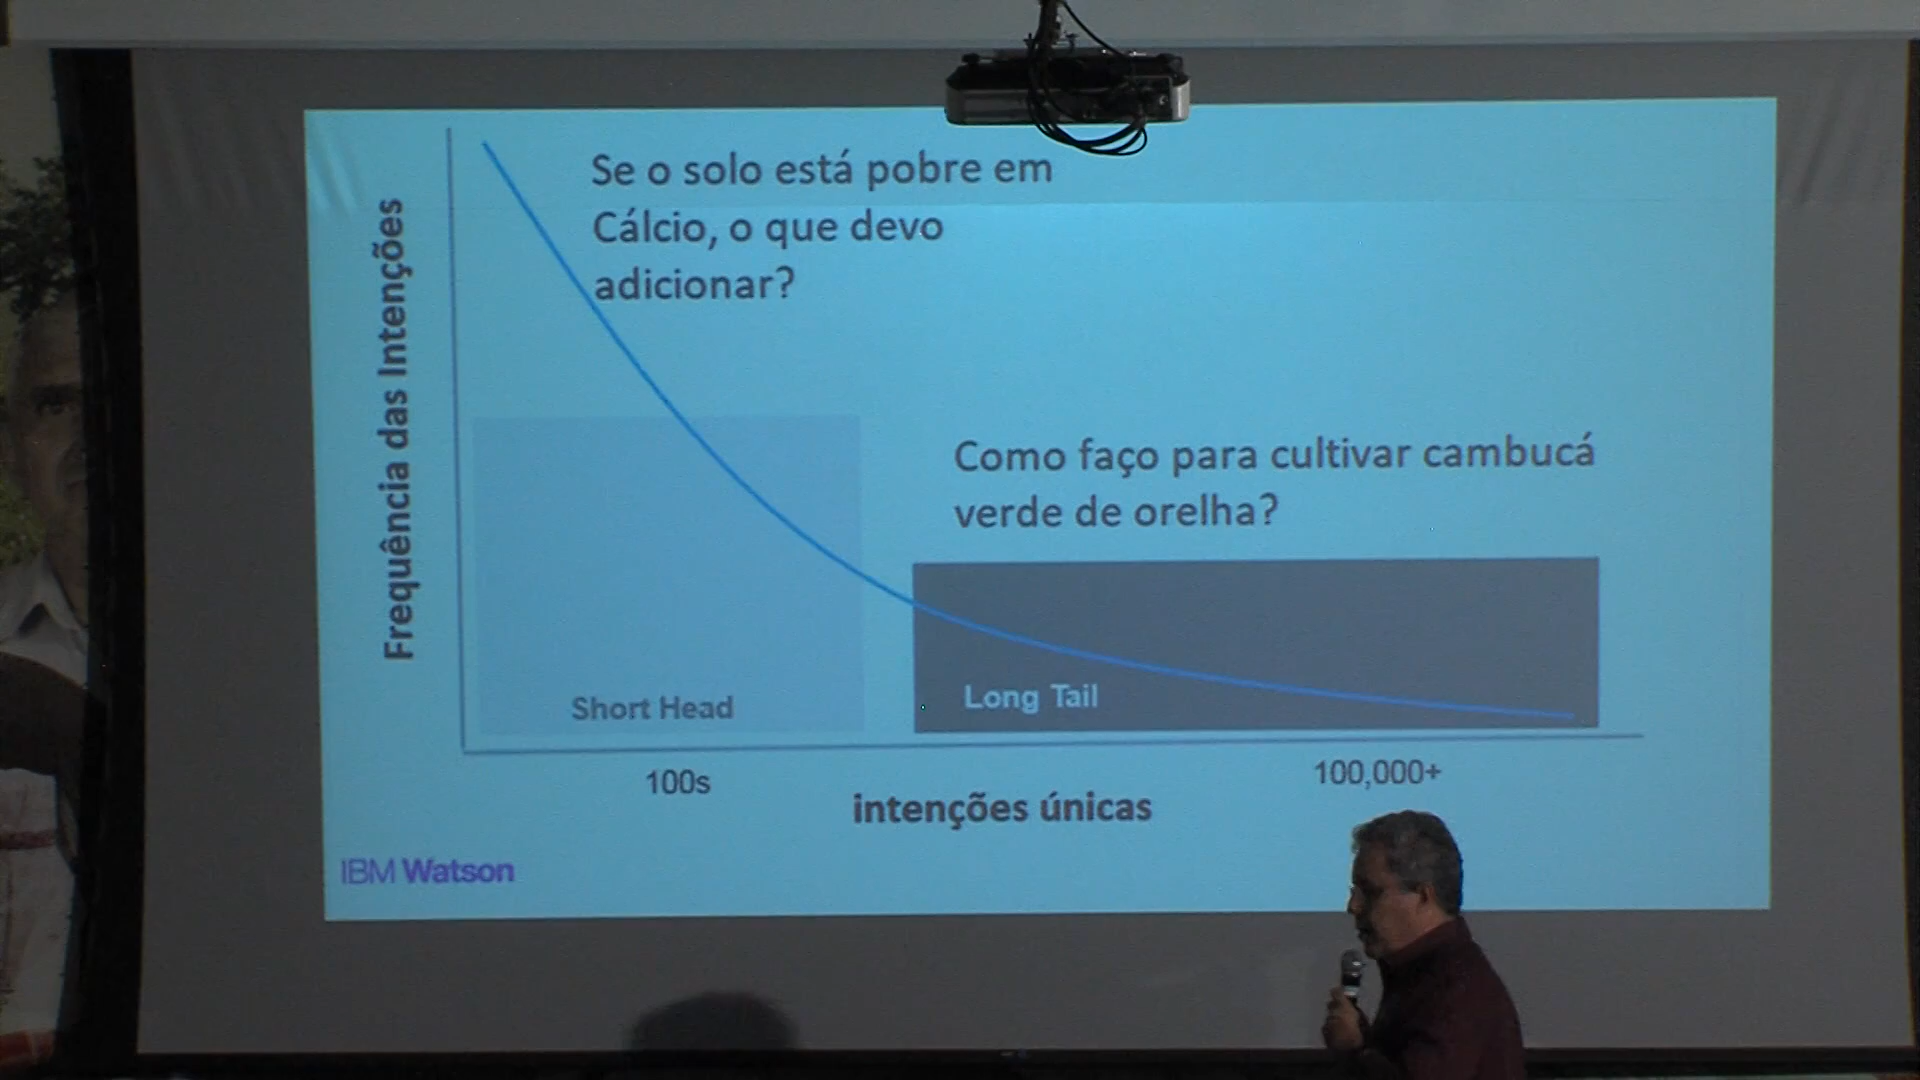 Se o solo está pobre em
Cálcio, o que devo
adicionar?
Frequência das Intenções
Como faço para cultivar cambucá
verde de orelha?
Short Head
Long Tail
100s
100,000+
intenções únicas
IBM Watson